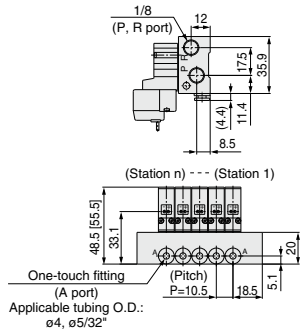 1/8
(P, R port)
12
R
P
17.5
35.9
(4.4)
11.4
8.5
(Station n) --- (Station 1)
48.5 [55.5]
33.1
A
A
20
5.1
One-touch fitting
(A port)
Applicable tubing O.D.:
ø4, ø5/32"
(Pitch)
P=10.5
18.5